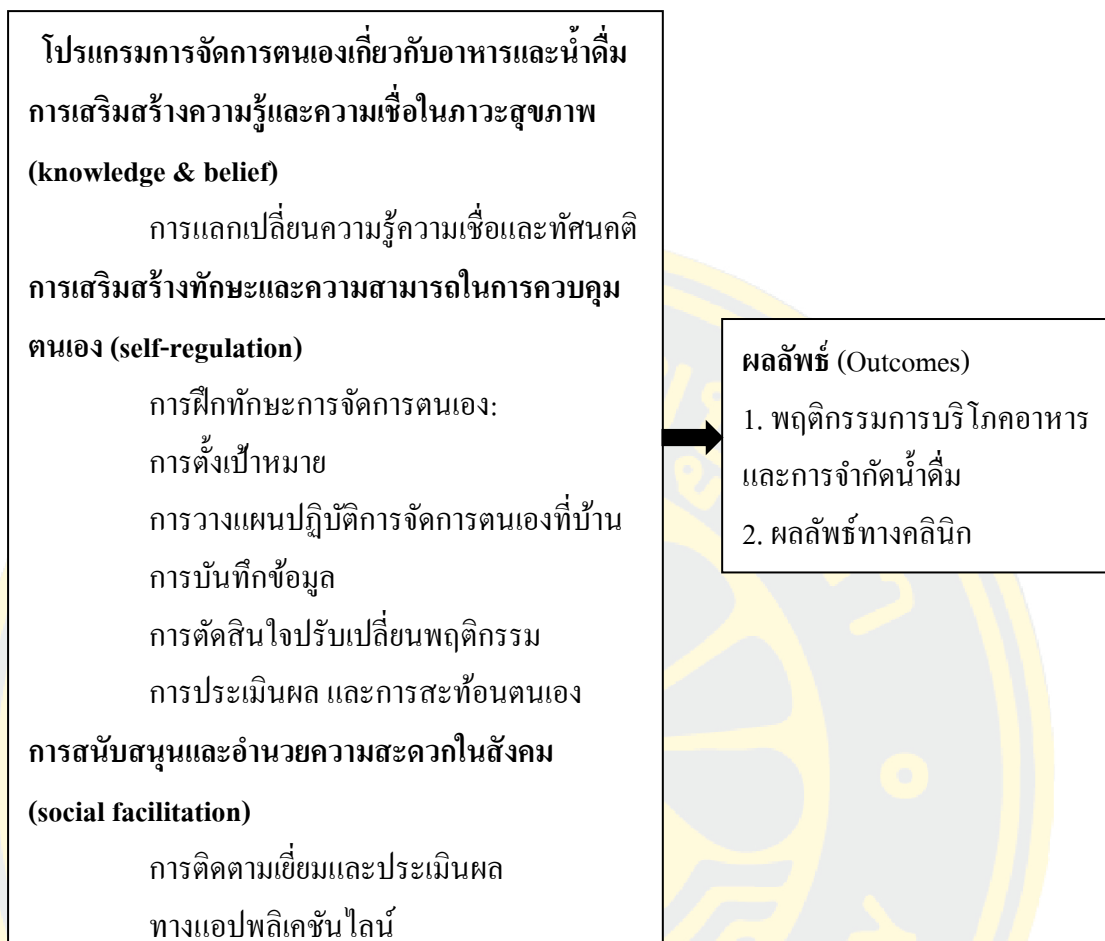 โปรแกรมการจัดการตนเองเกี่ยวกับอาหารและน้ำดื่ม
การเสริมสร้างความรู้และความเชื่อในภาวะสุขภาพ
(knowledge & belief)
การแลกเปลี่ยนความรู้ความเชื่อและทัศนคติ
การเสริมสร้างทักษะและความสามารถในการควบคุม
ตนเอง (self-regulation)
การฝึกทักษะการจัดการตนเอง:
การตั้งเป้าหมาย
การวางแผนปฏิบัติการจัดการตนเองที่บ้าน
การบันทึกข้อมูล
การตัดสินใจปรับเปลี่ยนพฤติกรรม
การประเมินผล และการสะท้อนตนเอง
การสนับสนุนและอำนวยความสะดวกในสังคม
(social facilitation)
การติดตามเยี่ยมและประเมินผล
ทางแอปพลิเคชันไลน์
ผลลัพธ์ (Outcomes)
1. พฤติกรรมการบริโภคอาหาร
และการจำกัดน้ำดื่ม
2. ผลลัพธ์ทางคลินิก